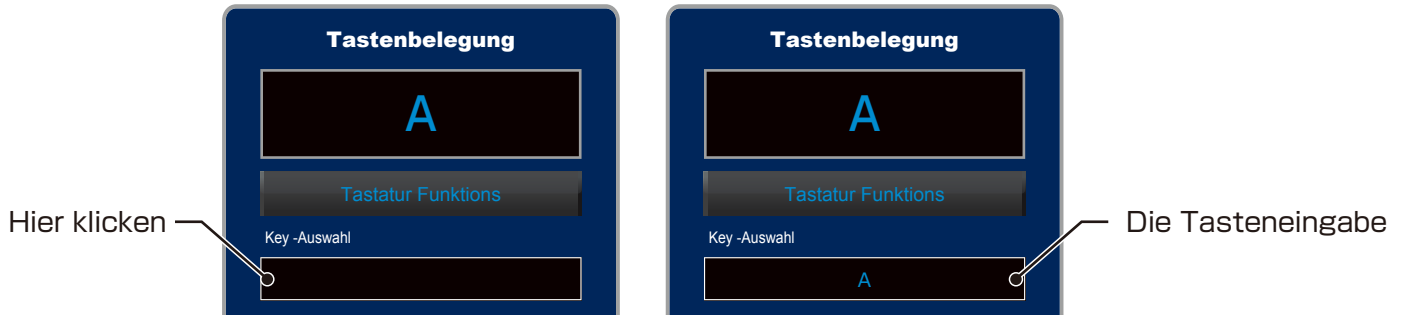 Tastenbelegung
A
Tastatur Funktions
Key -Auswahl
Hier klicken
Tastenbelegung
A
Tastatur Funktions
Key -Auswahl
A
Die Tasteneingabe